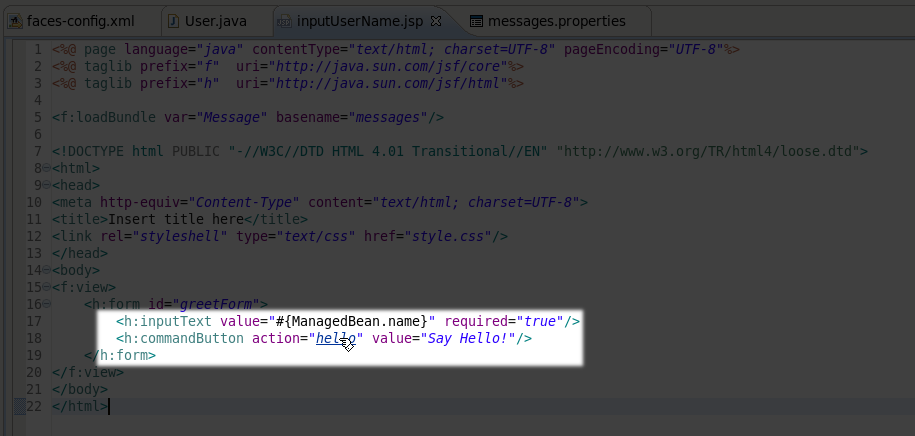 faces-config.xml User.java inputUserName.jsp messages.properties
1 <%@ page language="java" contentType="text/html; charset=UTF-8" pageEncoding="UTF-8"%>
2 <%@ taglib prefix="f"  uri="http://java.sun.com/jsf/core"%>
3 <%@ taglib prefix="h"  uri="http://java.sun.com/jsf/html"%>
4
5 <f:loadBundle var="Message" basename="messages"/>
6
7 <!DOCTYPE html PUBLIC "-//W3C//DTD HTML 4.01 Transitional//EN" "http://www.w3.org/TR/html4/loose.dtd">
8 <html>
9 <head>
10 <meta http-equiv="Content-Type" content="text/html; charset=UTF-8">
11 <title>Insert title here</title>
12 <link rel="styleshell" type="text/css" href="style.css"/>
13 </head>
14 <body>
15 <f:view>
16     <h:form id="greetForm">
17         <h:inputText value="#{ManagedBean.name}" required="true"/>
18         <h:commandButton action="hello" value="Say Hello!"/>
19     </h:form>
20 </f:view>
21 </body>
22 </html>